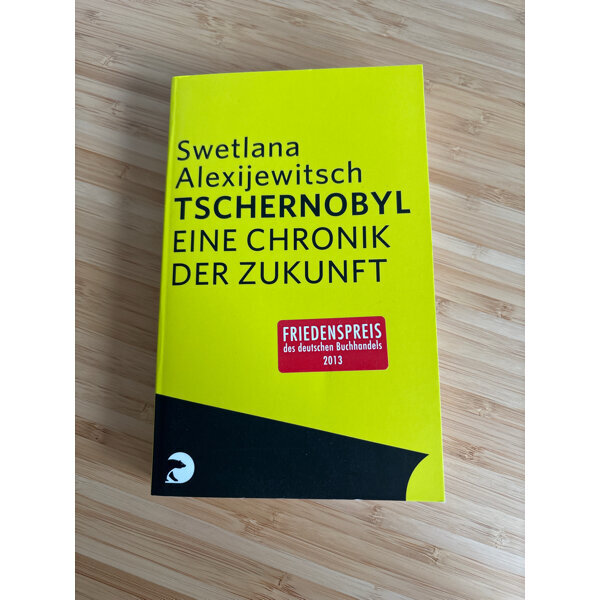 Swetlana
Alexijewitsch
TSCHERNOBYL
EINE CHRONIK
DER ZUKUNFT
FRIEDENSPREIS
des deutschen Buchhandels
2013